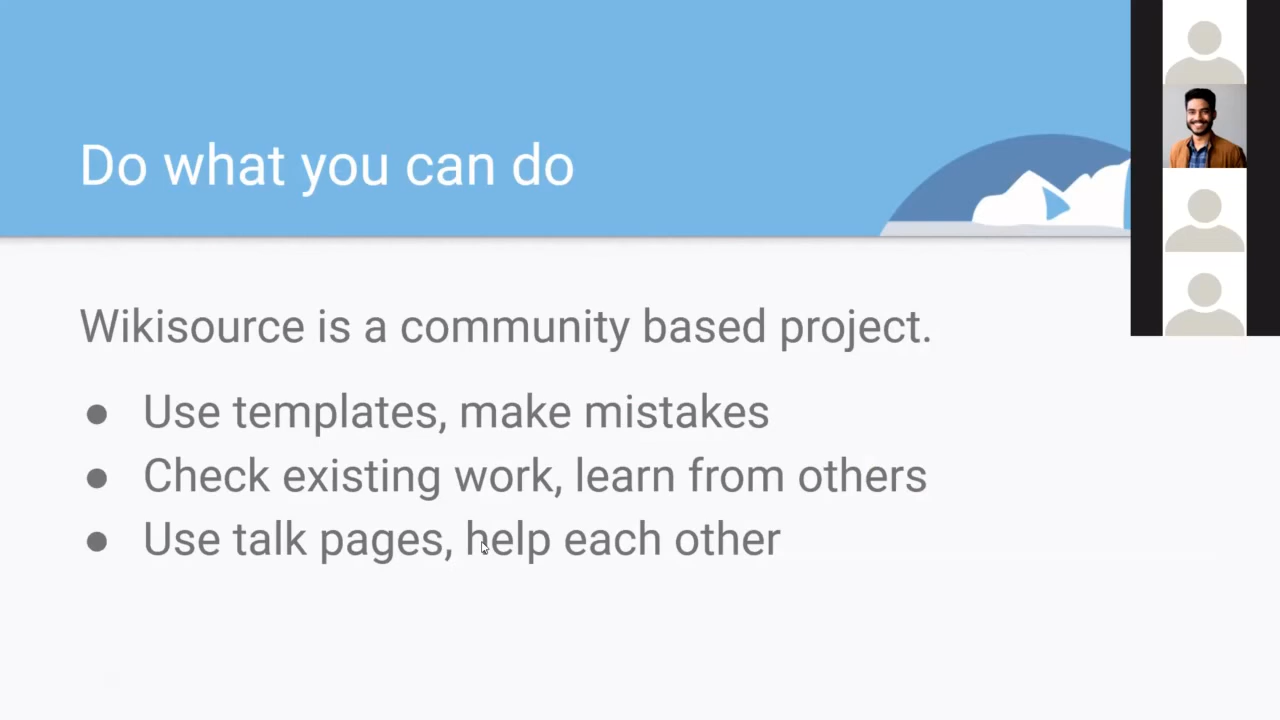 Do what you can do
Wikisource is a community based project.
● Use templates, make mistakes
● Check existing work, learn from others
● Use talk pages, help each other